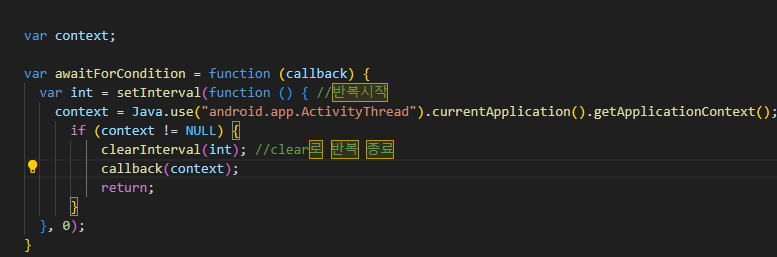 var context;
var awaitForCondition = function (callback) {
var int = setInterval(function () { //반복시작
context = Java.use("android.app.ActivityThread").currentApplication().getApplicationContext();
if (context != NULL) {
clearInterval(int); //clear로 반복 종료
callback(context);
return;
}
}, 0);
}